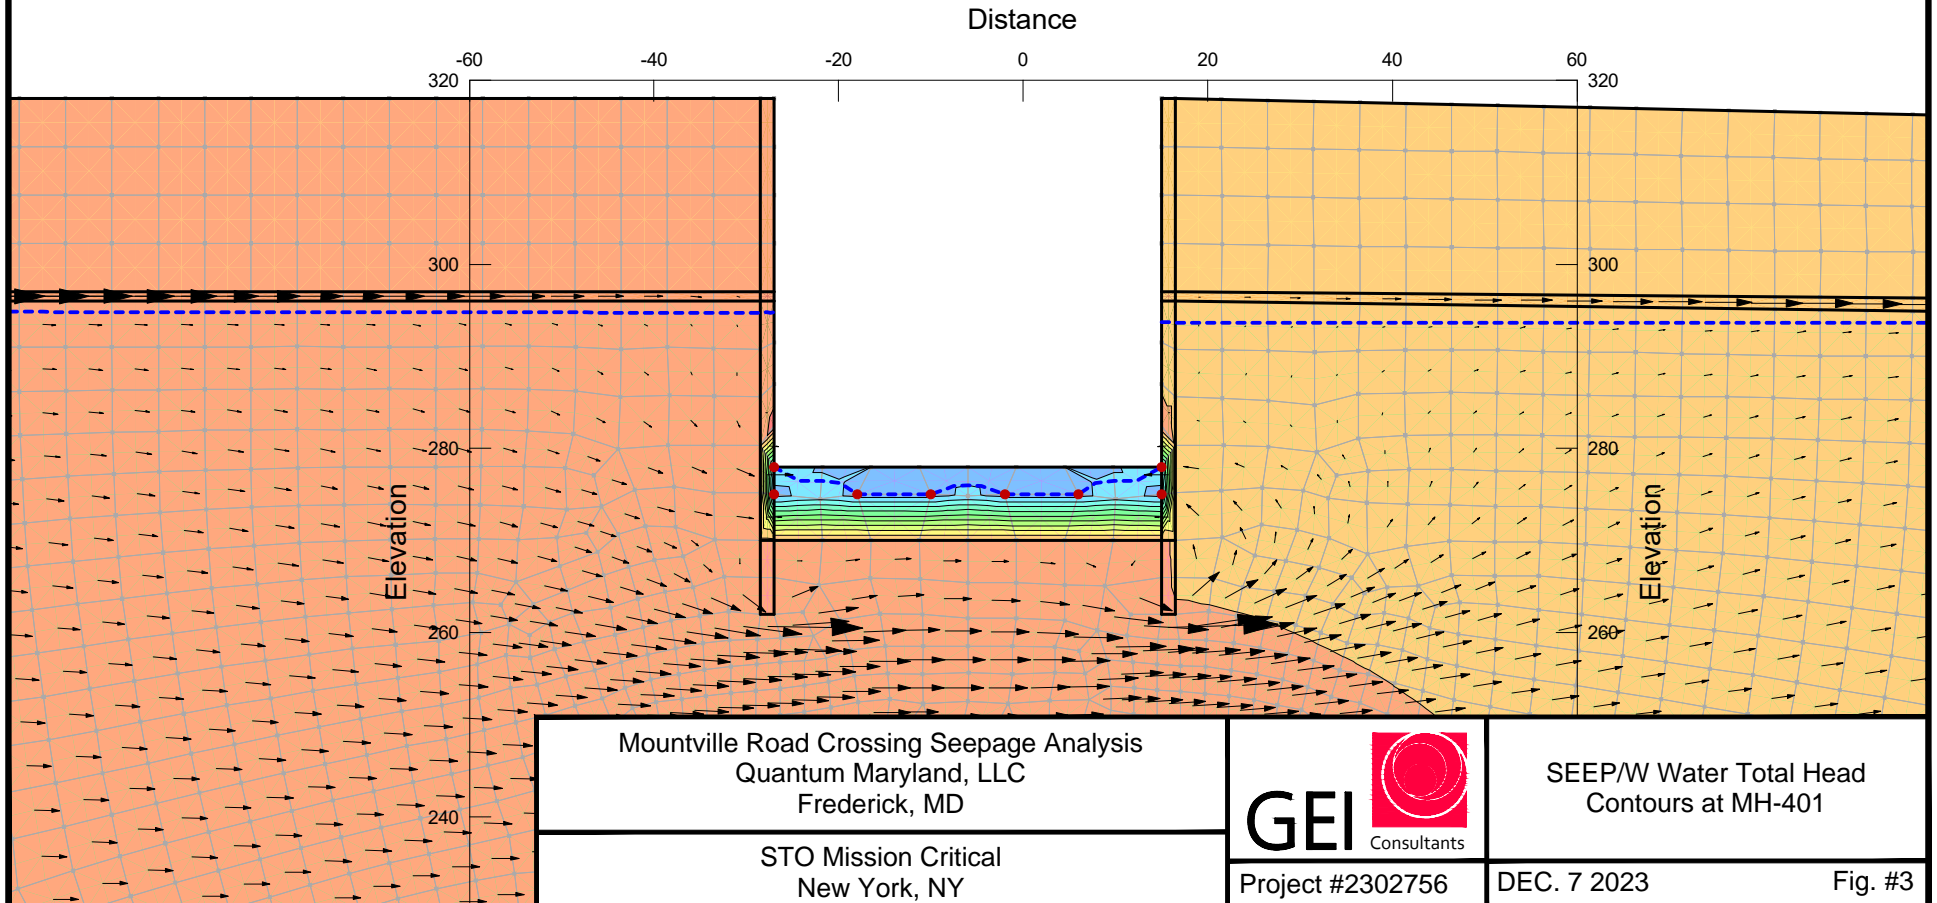 Distance
-60 -40 -20 0 20 40 60
320 320
300 300
280 280
Elevation Elevation
260 260
240
Mountville Road Crossing Seepage Analysis
Quantum Maryland, LLC
Frederick, MD
STO Mission Critical
New York, NY
GEI
Consultants
Project #2302756
SEEP/W Water Total Head
Contours at MH-401
DEC. 7 2023 Fig. #3